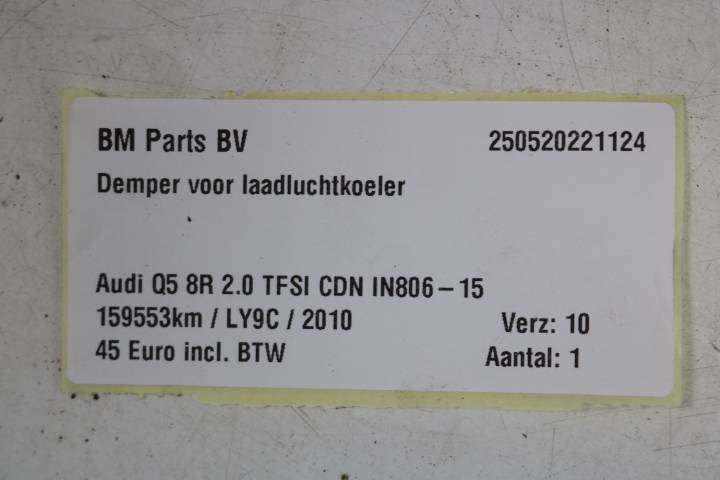 BM Parts BV 250520221124
Demper voor laadluchtkoeler
Audi Q5 8R 2.0 TFSI CDN IN806-15
159553km / LY9C / 2010 Verz: 10
45 Euro incl. BTW Aantal: 1